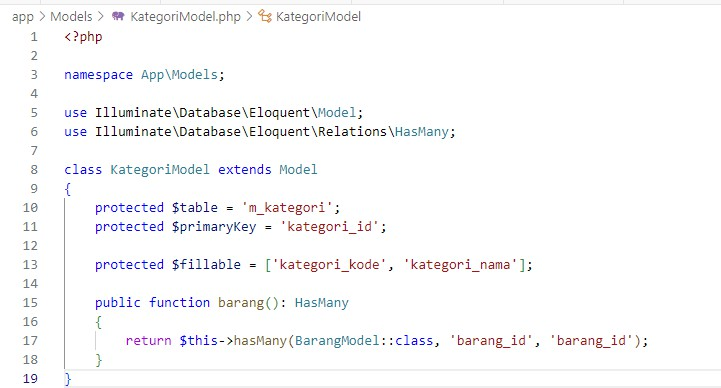 app > Models > KategoriModel.php > KategoriModel
1 <?php
2
3 namespace App\Models;
4
5 use Illuminate\Database\Eloquent\Model;
6 use Illuminate\Database\Eloquent\Relations\HasMany;
7
8 class KategoriModel extends Model
9 {
10     protected $table = 'm_kategori';
11     protected $primaryKey = 'kategori_id';
12
13     protected $fillable = ['kategori_kode', 'kategori_nama'];
14
15     public function barang(): HasMany
16     {
17         return $this->hasMany(BarangModel::class, 'barang_id', 'barang_id');
18     }
19 }